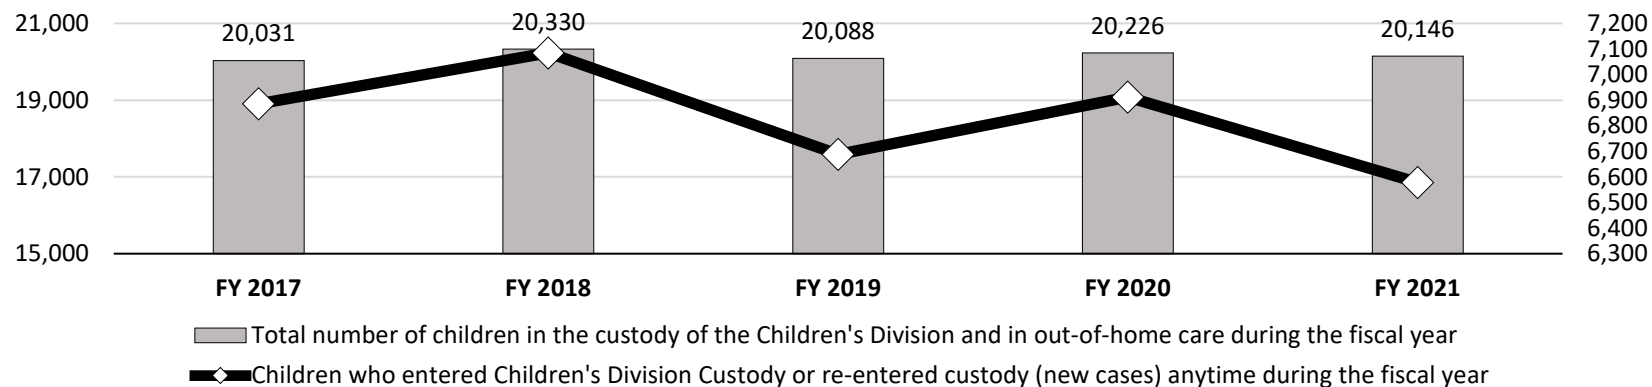 21,000
19,000
17,000
15,000
20,031
20,330
20,088
20,226
20,146
7,200
7,100
7,000
6,900
6,800
6,700
6,600
6,500
6,400
6,300
FY 2017
FY 2018
FY 2019
FY 2020
FY 2021
Total number of children in the custody of the Children's Division and in out-of-home care during the fiscal year
Children who entered Children's Division Custody or re-entered custody (new cases) anytime during the fiscal year